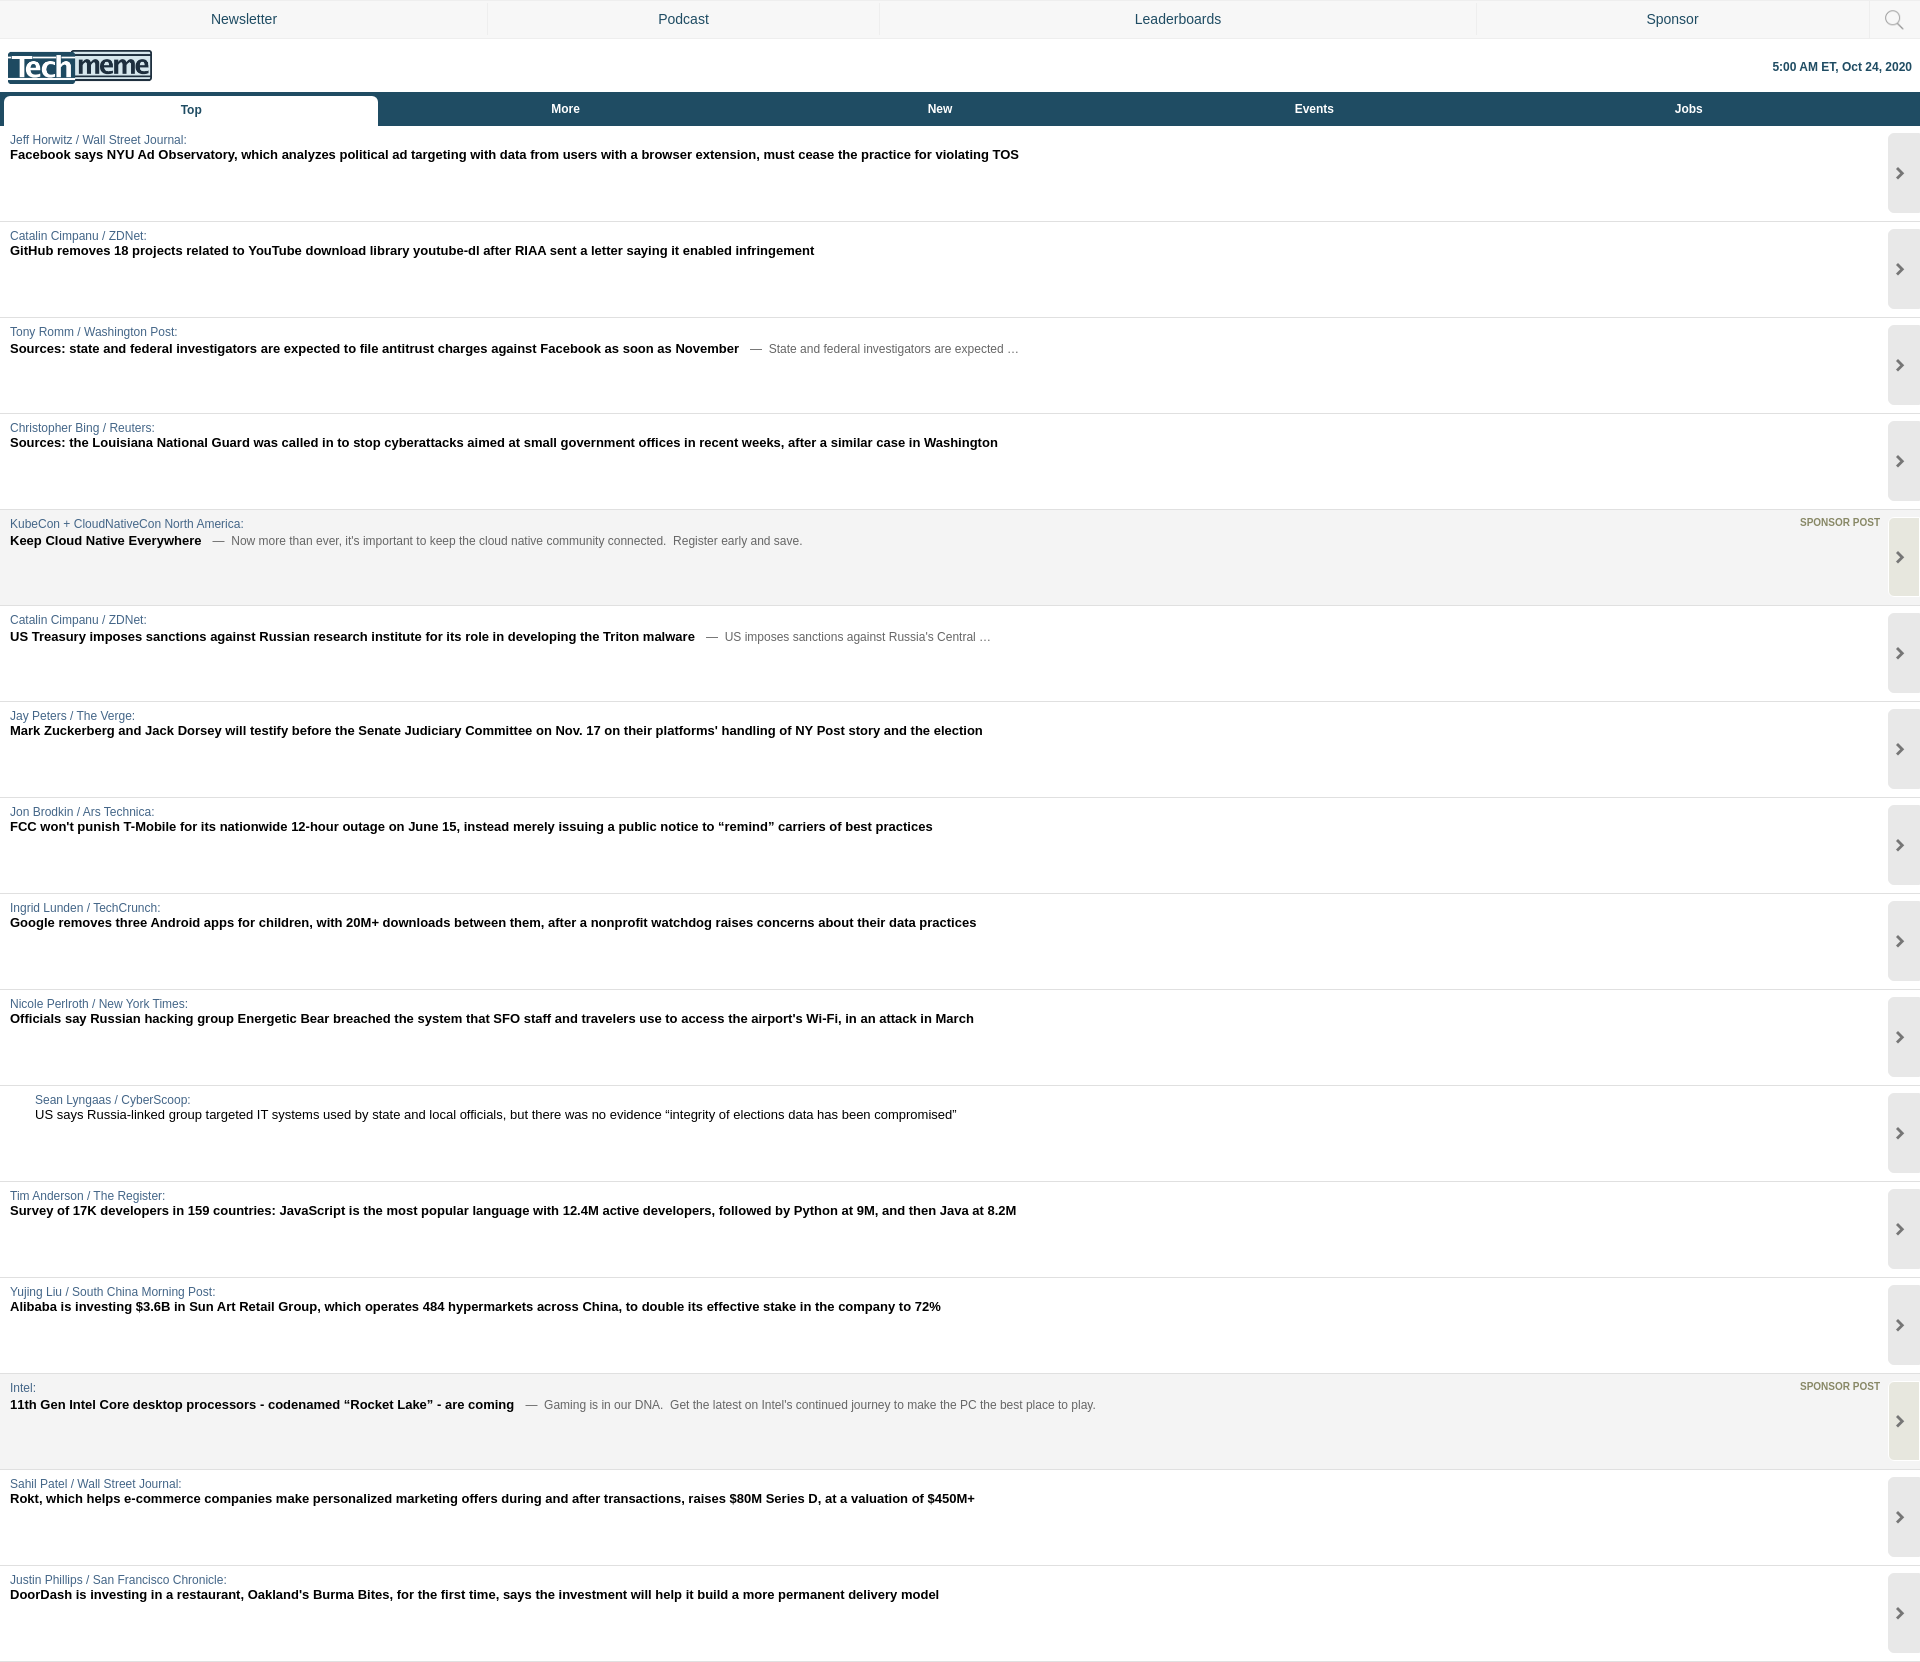 Newsletter
Podcast
Leaderboards
Sponsor
Techmeme
5:00 AM ET, Oct 24, 2020
Top
More
New
Events
Jobs
Jeff Horwitz / Wall Street Journal:
Facebook says NYU Ad Observatory, which analyzes political ad targeting with data from users with a browser extension, must cease the practice for violating TOS
Catalin Cimpanu / ZDNet:
GitHub removes 18 projects related to YouTube download library youtube-dl after RIAA sent a letter saying it enabled infringement
Tony Romm / Washington Post:
Sources: state and federal investigators are expected to file antitrust charges against Facebook as soon as November — State and federal investigators are expected …
Christopher Bing / Reuters:
Sources: the Louisiana National Guard was called in to stop cyberattacks aimed at small government offices in recent weeks, after a similar case in Washington
KubeCon + CloudNativeCon North America:
SPONSOR POST
Keep Cloud Native Everywhere — Now more than ever, it's important to keep the cloud native community connected. Register early and save.
Catalin Cimpanu / ZDNet:
US Treasury imposes sanctions against Russian research institute for its role in developing the Triton malware — US imposes sanctions against Russia's Central …
Jay Peters / The Verge:
Mark Zuckerberg and Jack Dorsey will testify before the Senate Judiciary Committee on Nov. 17 on their platforms' handling of NY Post story and the election
Jon Brodkin / Ars Technica:
FCC won't punish T-Mobile for its nationwide 12-hour outage on June 15, instead merely issuing a public notice to “remind” carriers of best practices
Ingrid Lunden / TechCrunch:
Google removes three Android apps for children, with 20M+ downloads between them, after a nonprofit watchdog raises concerns about their data practices
Nicole Perlroth / New York Times:
Officials say Russian hacking group Energetic Bear breached the system that SFO staff and travelers use to access the airport's Wi-Fi, in an attack in March
Sean Lyngaas / CyberScoop:
US says Russia-linked group targeted IT systems used by state and local officials, but there was no evidence “integrity of elections data has been compromised”
Tim Anderson / The Register:
Survey of 17K developers in 159 countries: JavaScript is the most popular language with 12.4M active developers, followed by Python at 9M, and then Java at 8.2M
Yujing Liu / South China Morning Post:
Alibaba is investing $3.6B in Sun Art Retail Group, which operates 484 hypermarkets across China, to double its effective stake in the company to 72%
Intel:
SPONSOR POST
11th Gen Intel Core desktop processors - codenamed “Rocket Lake” - are coming — Gaming is in our DNA. Get the latest on Intel's continued journey to make the PC the best place to play.
Sahil Patel / Wall Street Journal:
Rokt, which helps e-commerce companies make personalized marketing offers during and after transactions, raises $80M Series D, at a valuation of $450M+
Justin Phillips / San Francisco Chronicle:
DoorDash is investing in a restaurant, Oakland's Burma Bites, for the first time, says the investment will help it build a more permanent delivery model